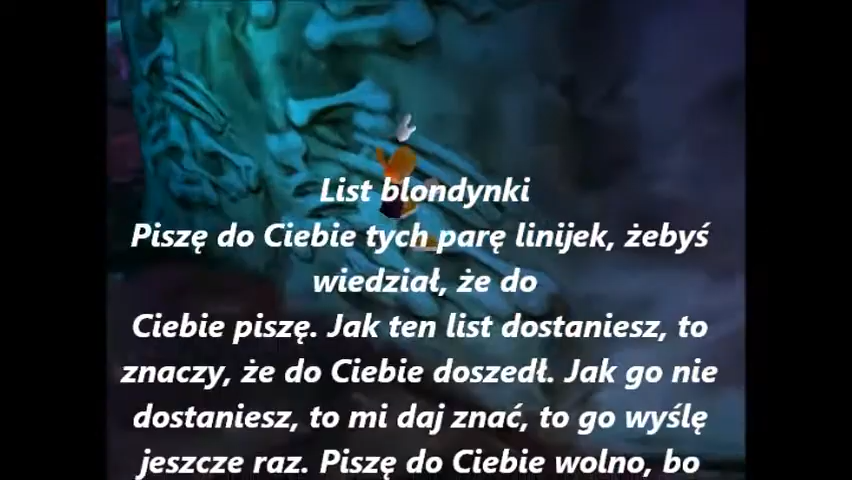 List blondynki
Piszę do Ciebie tych parę linijek, żebyś
wiedział, że do
Ciebie piszę. Jak ten list dostaniesz, to
znaczy, że do Ciebie doszedł. Jak go nie
dostaniesz, to mi daj znać, to go wyślę
jeszcze raz. Piszę do Ciebie wolno, bo